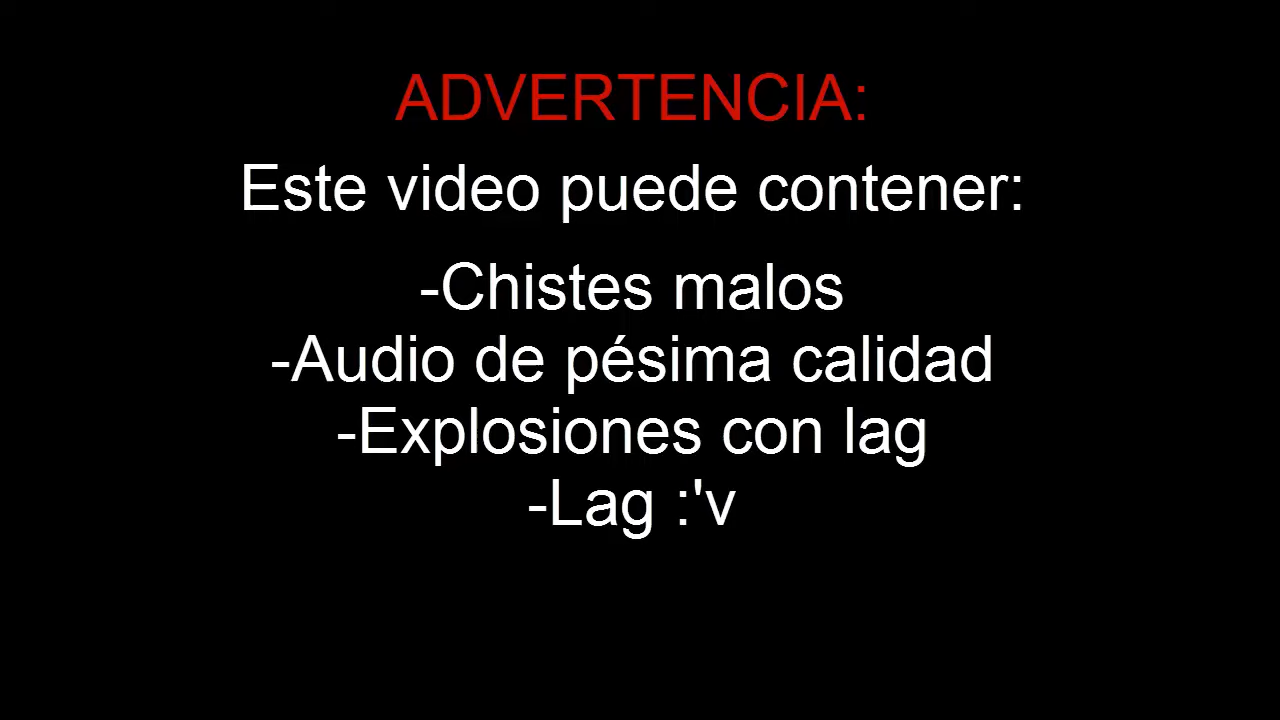 ADVERTENCIA:
Este video puede contener:
-Chistes malos
-Audio de pésima calidad
-Explosiones con lag
-Lag :'v